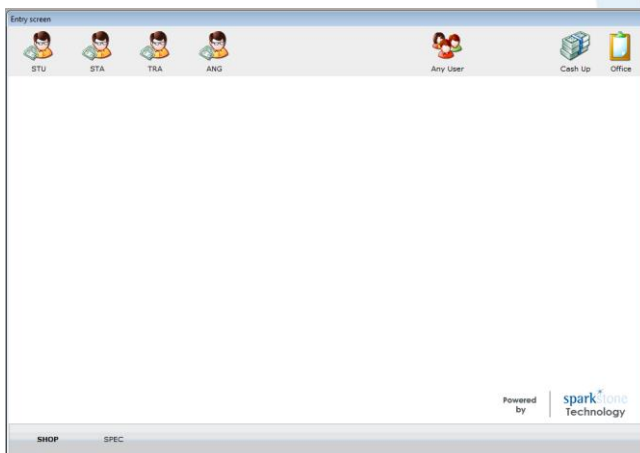 Entry screen
STU STA TRA ANG Any User Cash Up Office
Powered by
sparkstone
Technology
SHOP SPEC